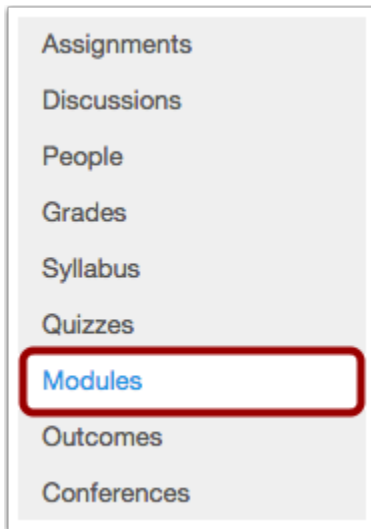 Assignments
Discussions
People
Grades
Syllabus
Quizzes
Modules
Outcomes
Conferences